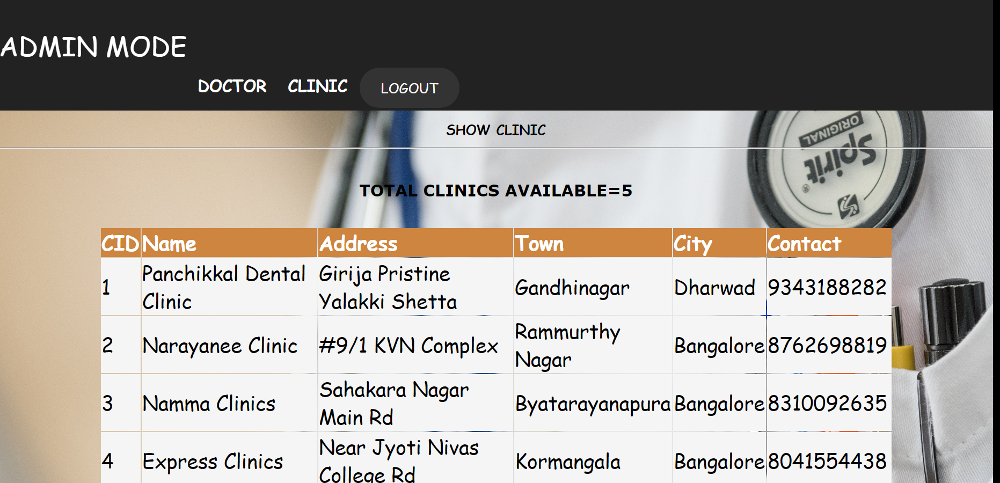 ADMIN MODE
DOCTOR CLINIC LOGOUT
SHOW CLINIC
ORIGINAL
Spirit
®
TOTAL CLINICS AVAILABLE=5
CID Name Address Town City Contact
1 Panchikkal Dental Clinic Girija Pristine Yalakki Shetta Gandhinagar Dharwad 9343188282
2 Narayanee Clinic #9/1 KVN Complex Rammurthy Nagar Bangalore 8762698819
3 Namma Clinics Sahakara Nagar Main Rd Byatarayanapura Bangalore 8310092635
4 Express Clinics Near Jyoti Nivas College Rd Kormangala Bangalore 8041554438